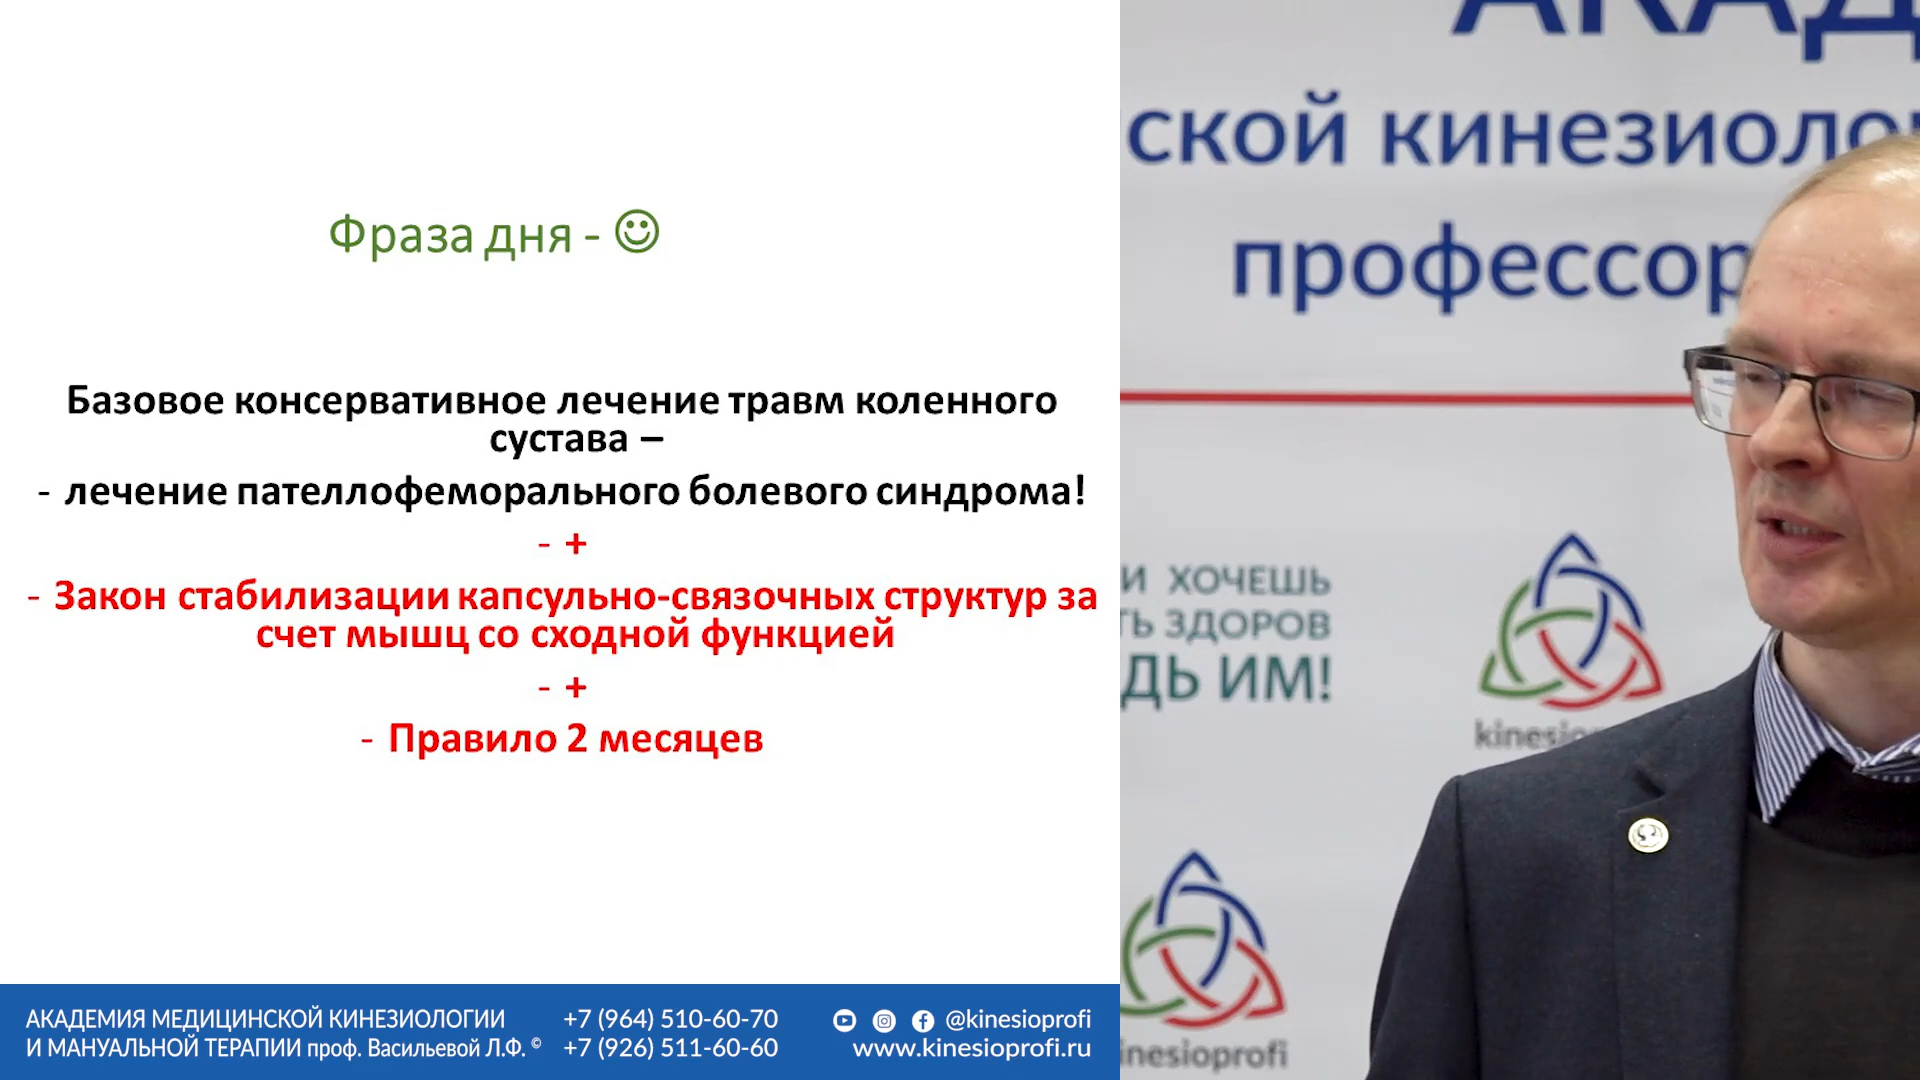 Фраза дня - ☺
Базовое консервативное лечение травм коленного
сустава –
- лечение пателлофеморального болевого синдрома!
- +
- Закон стабилизации капсульно-связочных структур за
счет мышц со сходной функцией
- +
- Правило 2 месяцев
АКАДЕМИЯ МЕДИЦИНСКОЙ КИНЕЗИОЛОГИИ
И МАНУАЛЬНОЙ ТЕРАПИИ проф. Васильевой Л.Ф. ©
+7 (964) 510-60-70
+7 (926) 511-60-60
@kinesioprofi
www.kinesioprofi.ru
АКАД
ской кинезиоло
профессор
И ХОЧЕШЬ
ТЬ ЗДОРОВ
ДЬ ИМ!
kinesio
inesioprofi